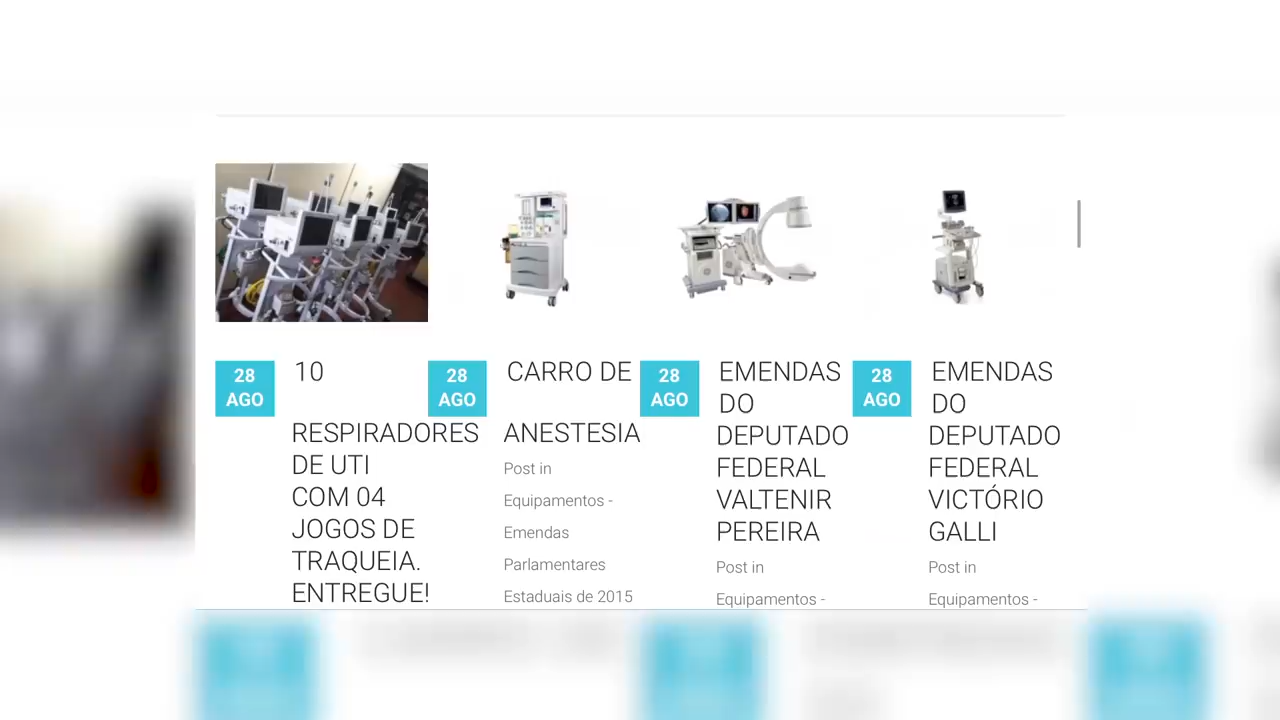 28
AGO
10
RESPIRADORES
DE UTI
COM 04
JOGOS DE
TRAQUEIA.
ENTREGUE!
28
AGO
CARRO DE
ANESTESIA
Post in
Equipamentos -
Emendas
Parlamentares
Estaduais de 2015
28
AGO
EMENDAS
DO
DEPUTADO
FEDERAL
VALTENIR
PEREIRA
Post in
Equipamentos -
28
AGO
EMENDAS
DO
DEPUTADO
FEDERAL
VICTÓRIO
GALLI
Post in
Equipamentos -